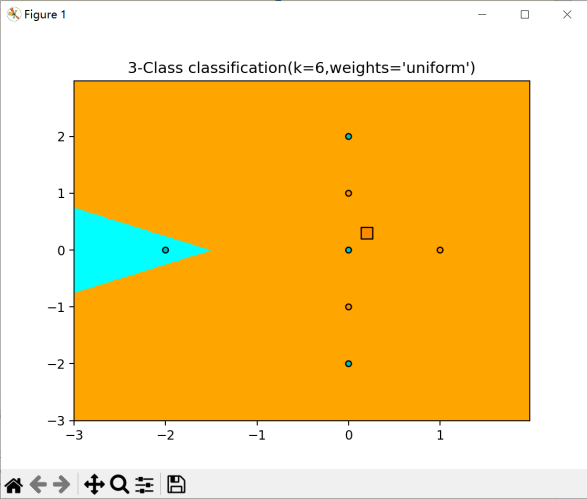 Figure 1
3-Class classification(k=6,weights='uniform')
2
1
0
−1
−2
−3
−3 −2 −1 0 1